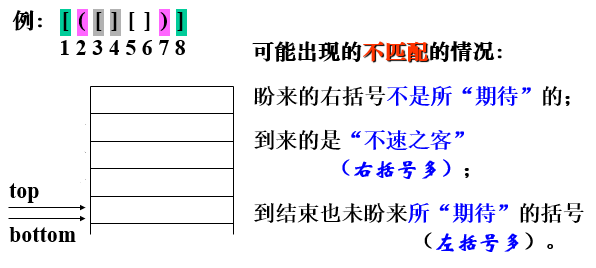 例：[ ( [ ] [ ] ) ]
1 2 3 4 5 6 7 8
可能出现的不匹配的情况：
盼来的右括号不是所“期待”的；
到来的是“不速之客”
（右括号多）；
到结束也未盼来所“期待”的括号
（左括号多）。
top
bottom